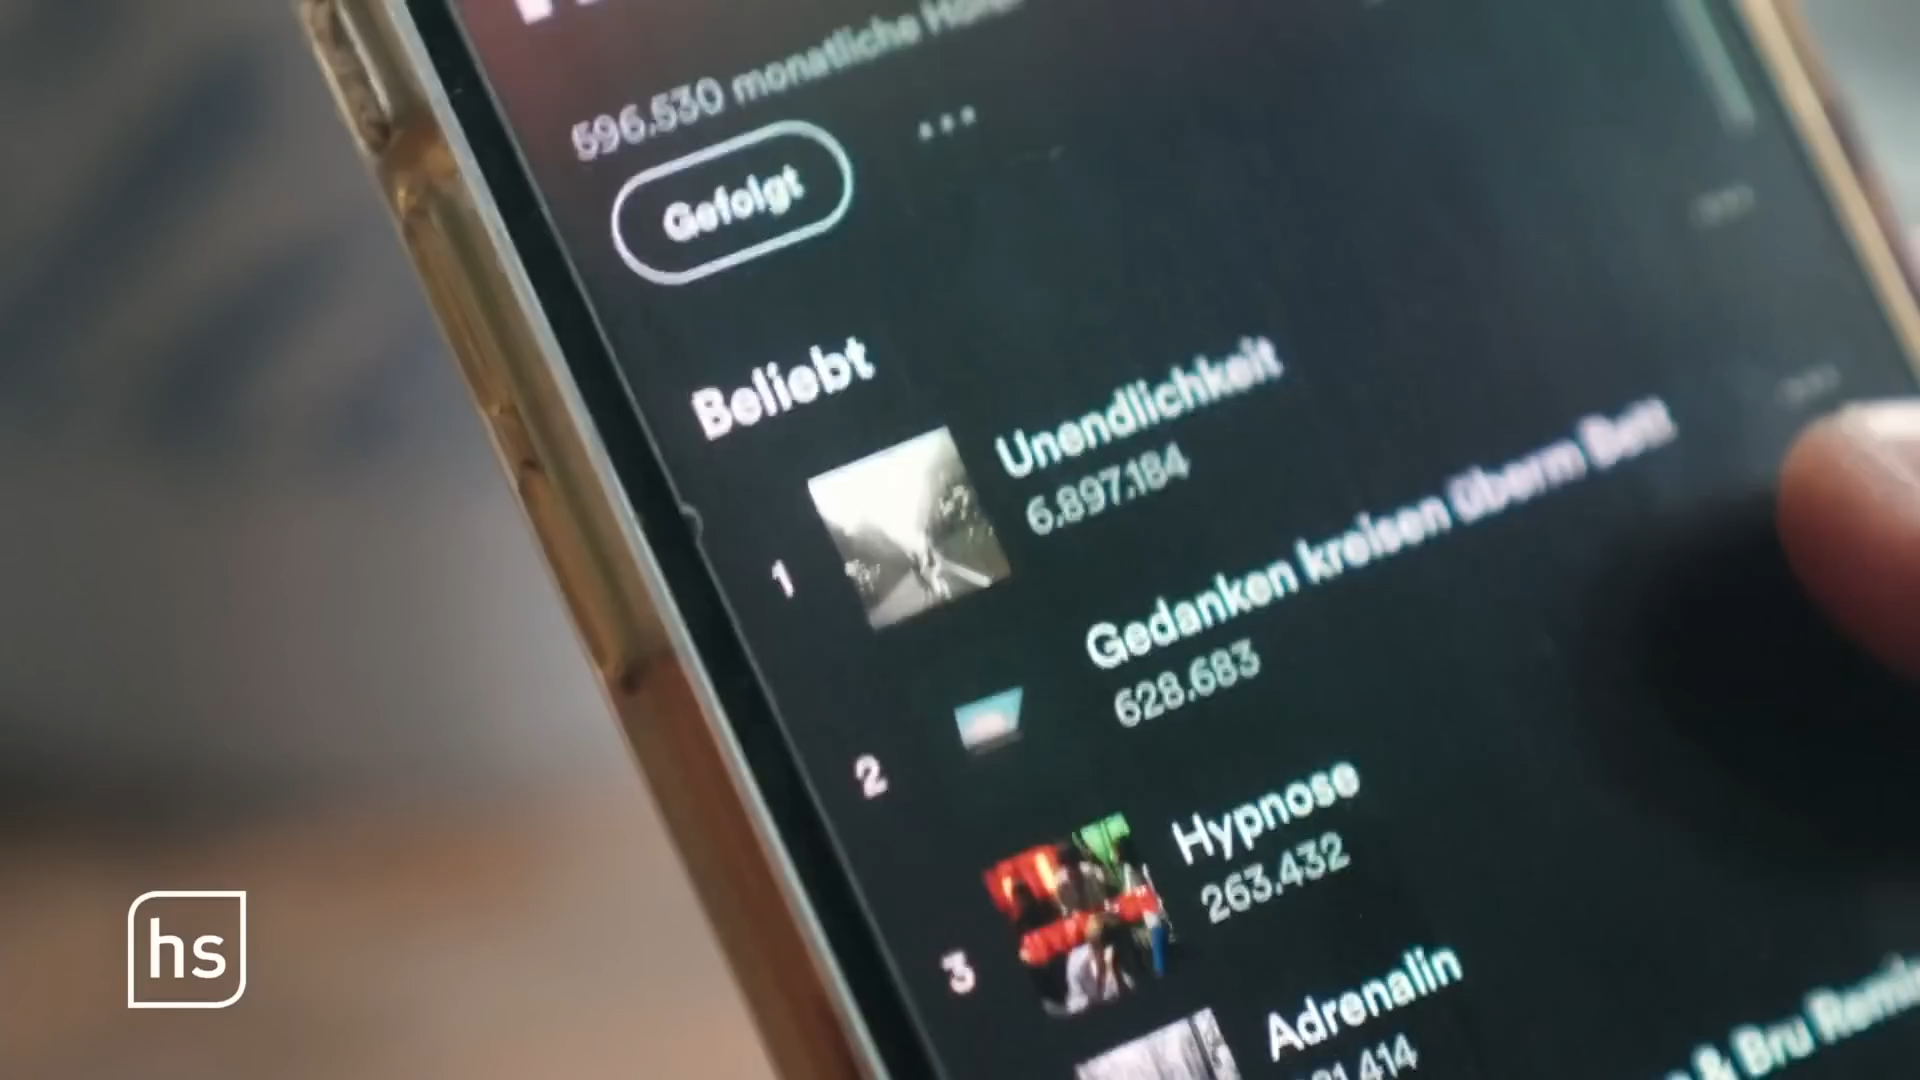 596.530 monatliche
Gefolgt
Beliebt
1
Unendlichkeit
6.897.184
2
Gedanken kreisen überm Bett
628.683
3
Hypnose
263.432
Adrenalin
& Bru
hs